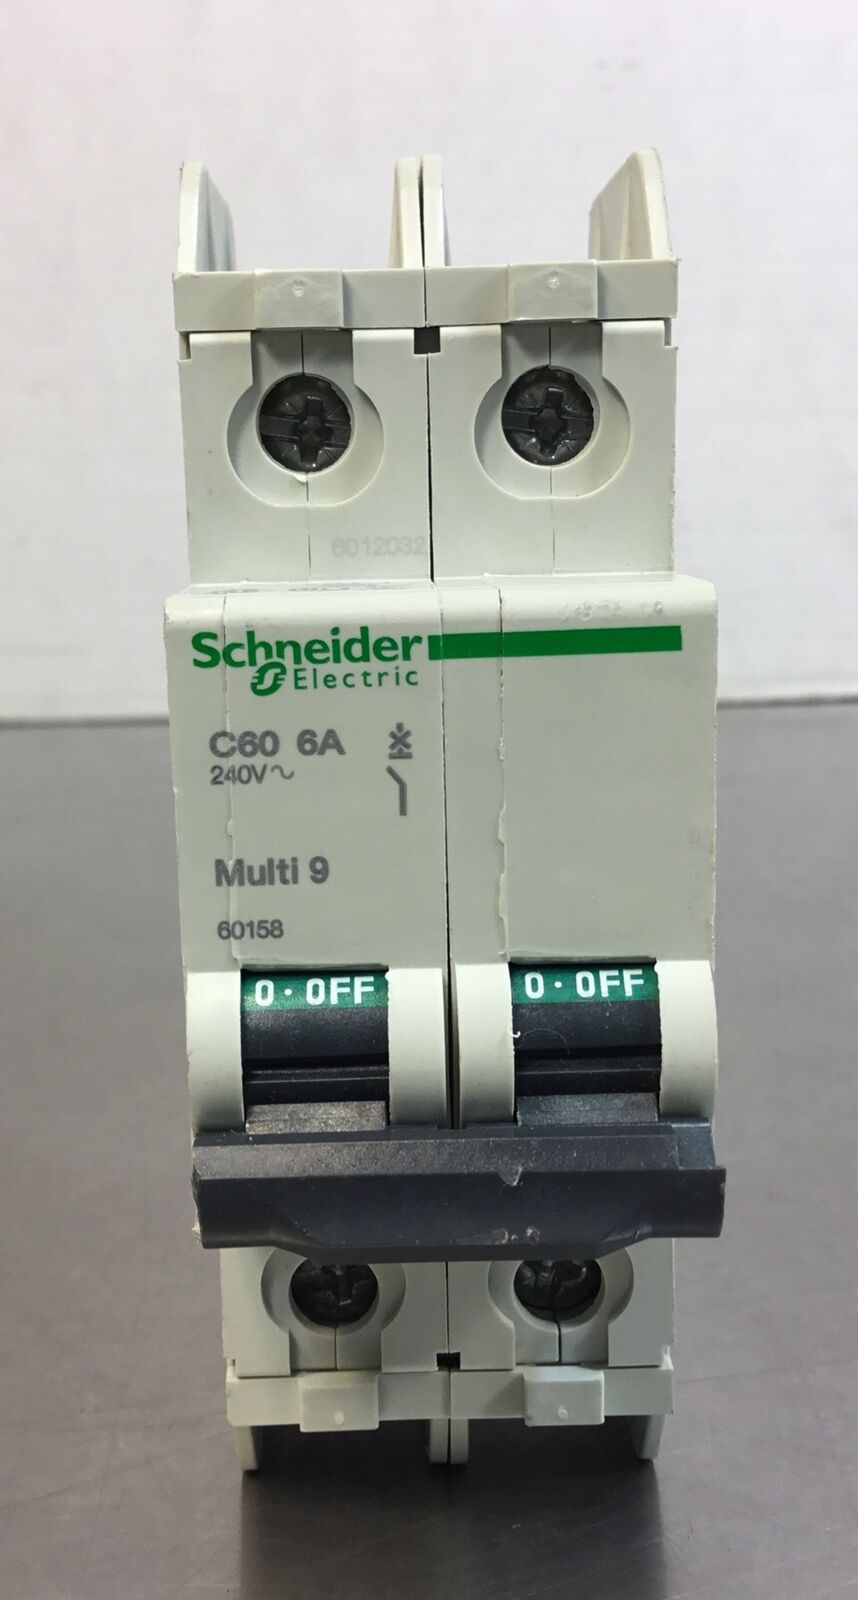 6012032
Schneider
Electric
C60 6A
240V~
Multi 9
60158
0·OFF 0·OFF